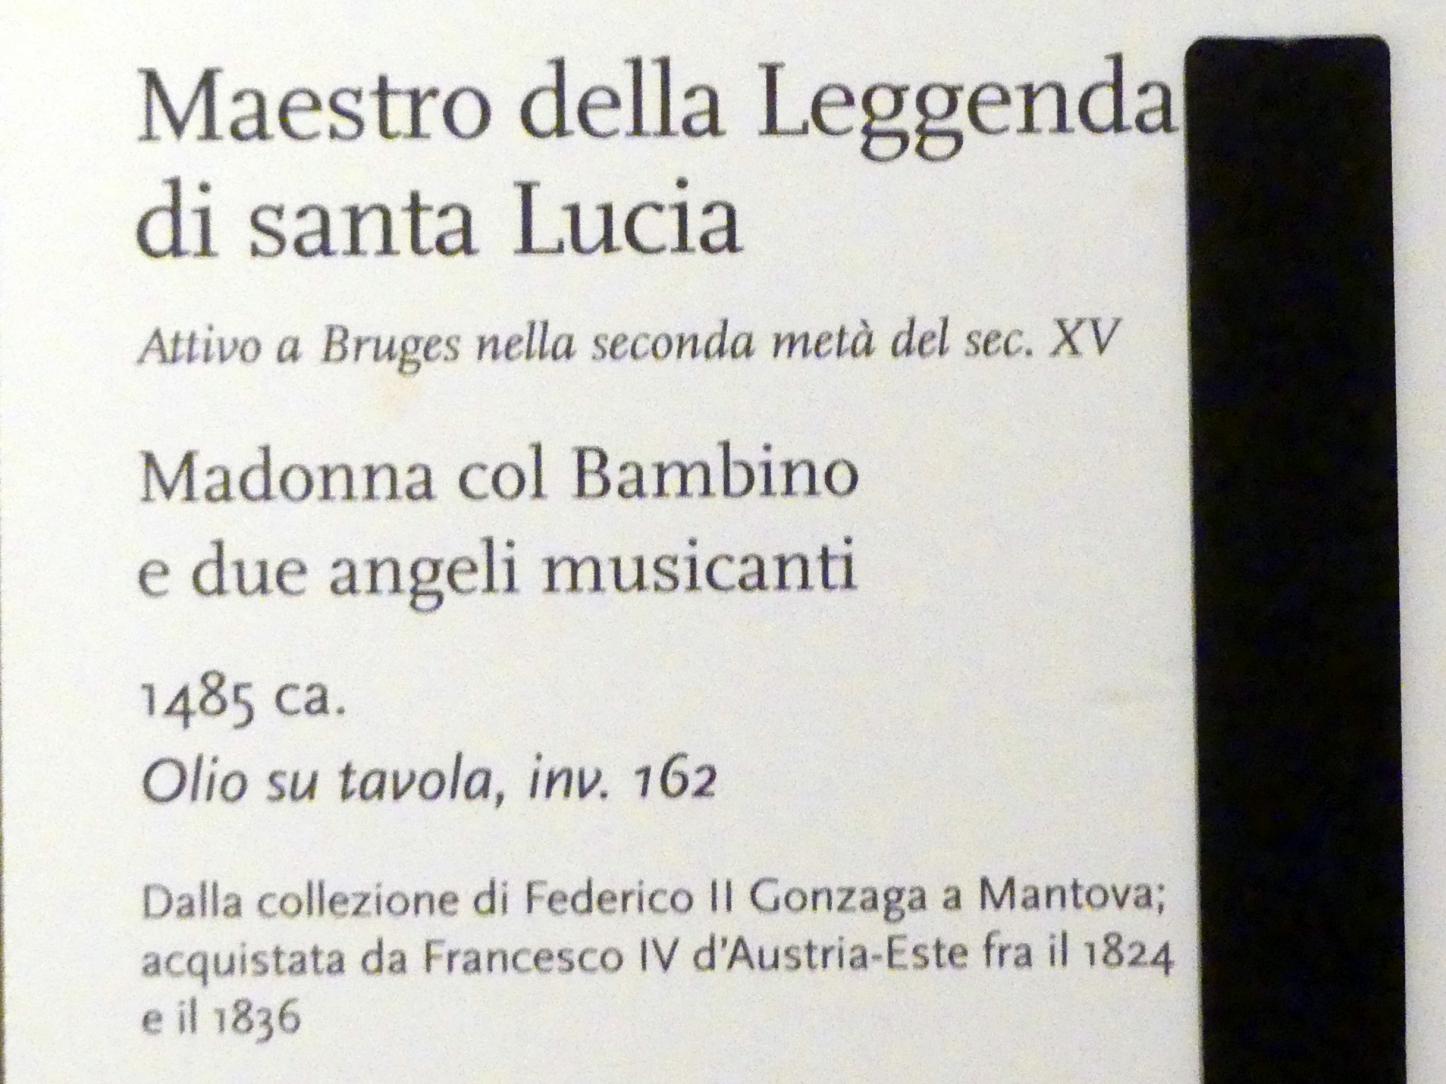 Maestro della Leggenda
di santa Lucia
Attivo a Bruges nella seconda metà del sec. XV
Madonna col Bambino
e due angeli musicanti
1485 ca.
Olio su tavola, inv. 162
Dalla collezione di Federico II Gonzaga a Mantova;
acquistata da Francesco IV d'Austria-Este fra il 1824
e il 1836